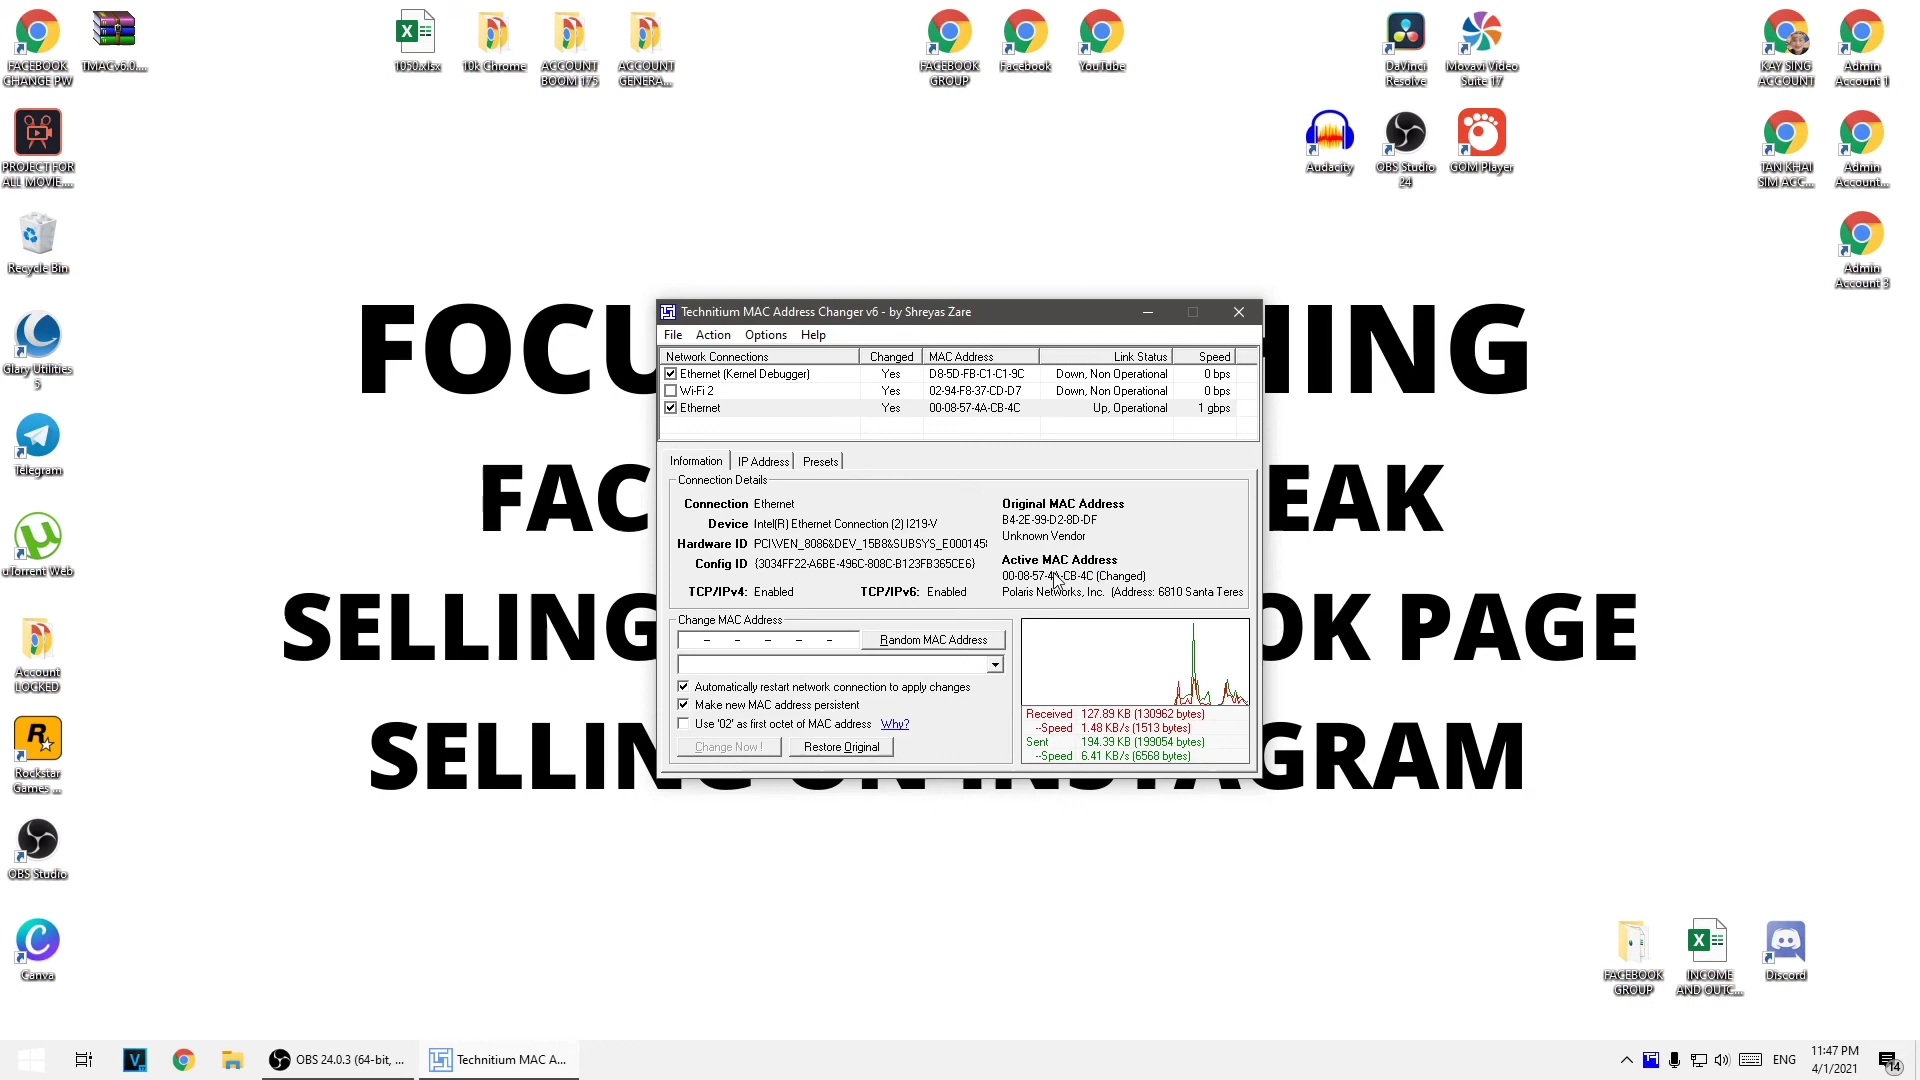 FACEBOOK
CHANGE PW
TMACv6.0....
1050.xlsx
10k Chrome
ACCOUNT
BOOM 175
ACCOUNT
GENERA...
FACEBOOK
GROUP
Facebook
YouTube
DaVinci
Resolve
Movavi Video
Suite 17
KAY SING
ACCOUNT
Admin
Account 1
PROJECT FOR
ALL MOVIE....
Audacity
OBS Studio
24
GOM Player
TAN KHAI
SIM ACC...
Admin
Account...
Recycle Bin
Admin
Account 3
Glary Utilities
5
Telegram
uTorrent Web
Account
LOCKED
Rockstar
Games ...
OBS Studio
Canva
FOCU HING
FAC EAK
SELLING OK PAGE
SELLING ON INSTAGRAM
Technitium MAC Address Changer v6 - by Shreyas Zare
File Action Options Help
Network Connections Changed MAC Address Link Status Speed
Ethernet (Kernel Debugger) Yes D8-5D-FB-C1-C1-9C Down, Non Operational 0 bps
Wi-Fi 2 Yes 02-94-F8-37-CD-D7 Down, Non Operational 0 bps
Ethernet Yes 00-08-57-4A-CB-4C Up, Operational 1 gbps
Information IP Address Presets
Connection Details
Connection Ethernet
Device Intel(R) Ethernet Connection (2) I219-V
Hardware ID PCI\VEN_8086&DEV_15B8&SUBSYS_E000145
Config ID {3034FF22-A6BE-496C-808C-B123FB365CE6}
TCP/IPv4: Enabled TCP/IPv6: Enabled
Original MAC Address
B4-2E-99-D2-8D-DF
Unknown Vendor
Active MAC Address
00-08-57-4A-CB-4C (Changed)
Polaris Networks, Inc. (Address: 6810 Santa Teres
Change MAC Address
- - - - - Random MAC Address
Automatically restart network connection to apply changes
Make new MAC address persistent
Use '02' as first octet of MAC address Why?
Change Now ! Restore Original
Received 127.89 KB (130962 bytes)
--Speed 1.48 KB/s (1513 bytes)
Sent 194.39 KB (199054 bytes)
--Speed 6.41 KB/s (6568 bytes)
FACEBOOK
GROUP
INCOME
AND OUTC...
Discord
OBS 24.0.3 (64-bit, ...
Technitium MAC A...
ENG
11:47 PM
4/1/2021
14